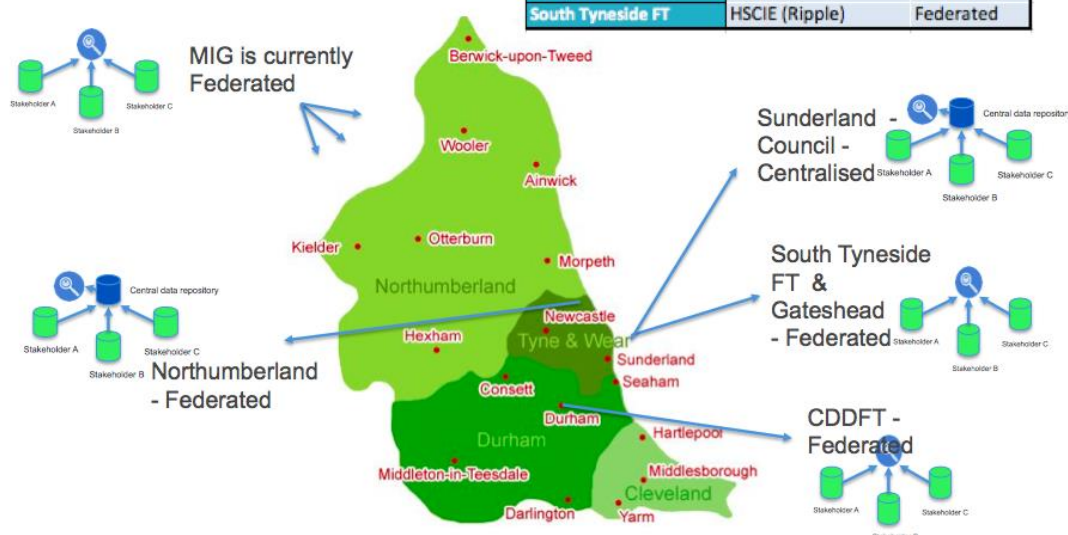 South Tyneside FT HSCIE (Ripple) Federated
MIG is currently
Federated
Stakeholder A
Stakeholder B
Stakeholder C
Berwick-upon-Tweed
Wooler
Ainwick
Kielder
Otterburn
Morpeth
Northumberland
Newcastle
Tyne & Wear
Hexham
Sunderland
Consett
Seaham
Durham
Durham
Hartlepool
Middleton-in-Teesdale
Middlesborough
Cleveland
Darlington
Yarm
Central data repository
Stakeholder A
Stakeholder B
Stakeholder C
Northumberland
- Federated
Sunderland -
Council -
Centralised
Central data repository
Stakeholder A
Stakeholder B
Stakeholder C
South Tyneside
FT &
Gateshead
- Federated
Stakeholder A
Stakeholder B
Stakeholder C
CDDFT -
Federated
Stakeholder A
Stakeholder C